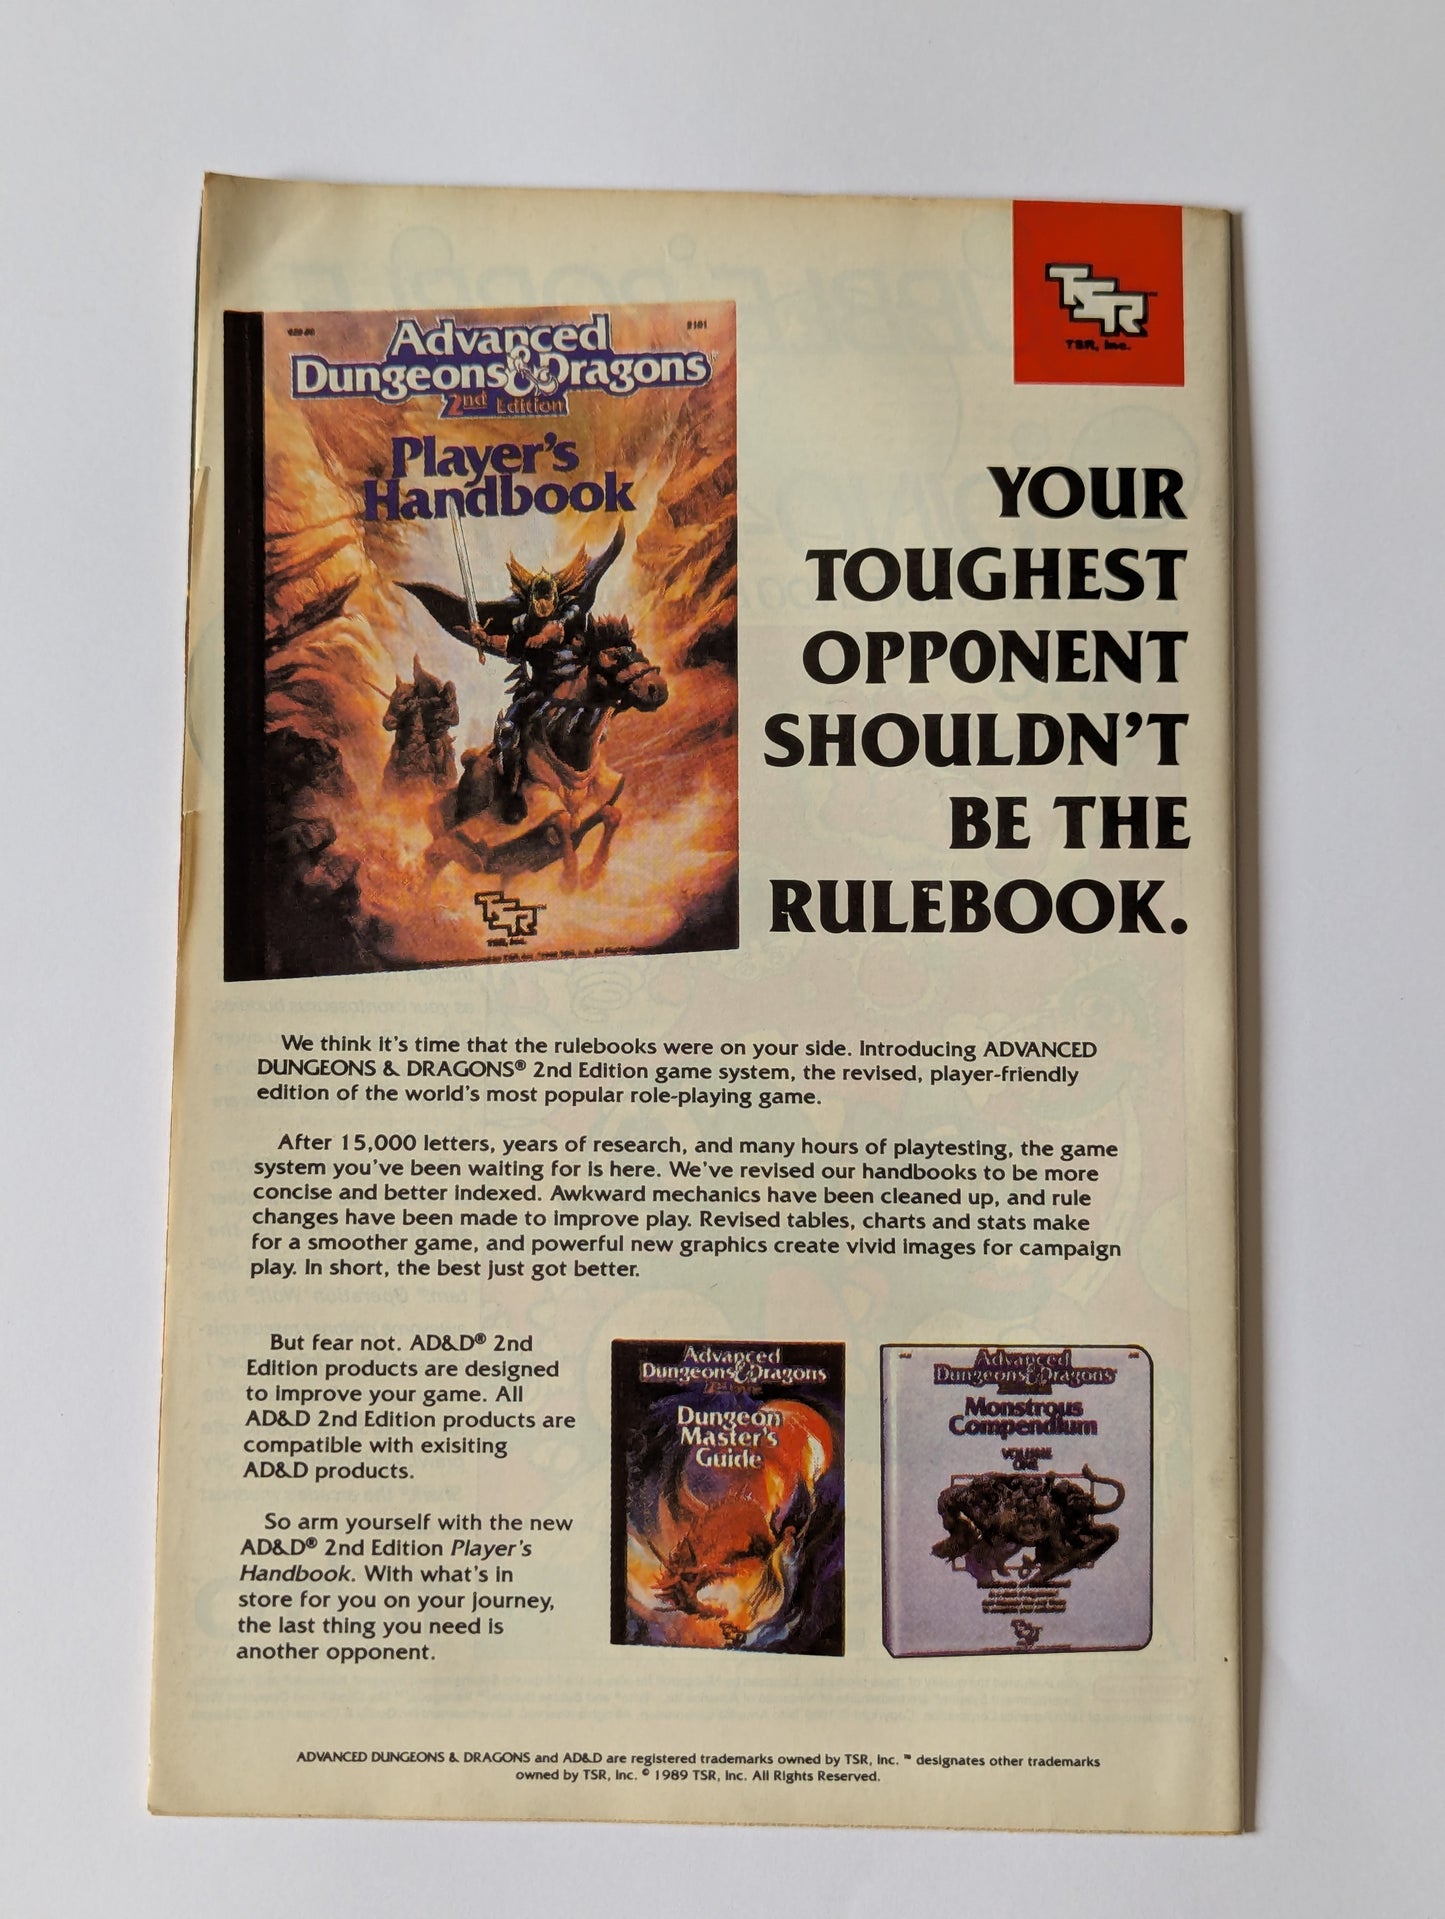 TSR
TSR, Inc.
2101
Advanced
Dungeons & Dragons
2nd Edition
Player's
Handbook
TSR
TSR, Inc.
YOUR
TOUGHEST
OPPONENT
SHOULDN'T
BE THE
RULEBOOK.
We think it's time that the rulebooks were on your side. Introducing ADVANCED
DUNGEONS & DRAGONS® 2nd Edition game system, the revised, player-friendly
edition of the world's most popular role-playing game.
After 15,000 letters, years of research, and many hours of playtesting, the game
system you've been waiting for is here. We've revised our handbooks to be more
concise and better indexed. Awkward mechanics have been cleaned up, and rule
changes have been made to improve play. Revised tables, charts and stats make
for a smoother game, and powerful new graphics create vivid images for campaign
play. In short, the best just got better.
But fear not. AD&D® 2nd
Edition products are designed
to improve your game. All
AD&D 2nd Edition products are
compatible with exisiting
AD&D products.
So arm yourself with the new
AD&D® 2nd Edition Player's
Handbook. With what's in
store for you on your journey,
the last thing you need is
another opponent.
Advanced
Dungeons & Dragons
Dungeon
Master's
Guide
TSR
Advanced
Dungeons & Dragons
Monstrous
Compendium
VOLUME
ONE
TSR
ADVANCED DUNGEONS & DRAGONS and AD&D are registered trademarks owned by TSR, Inc. ™ designates other trademarks
owned by TSR, Inc. © 1989 TSR, Inc. All Rights Reserved.